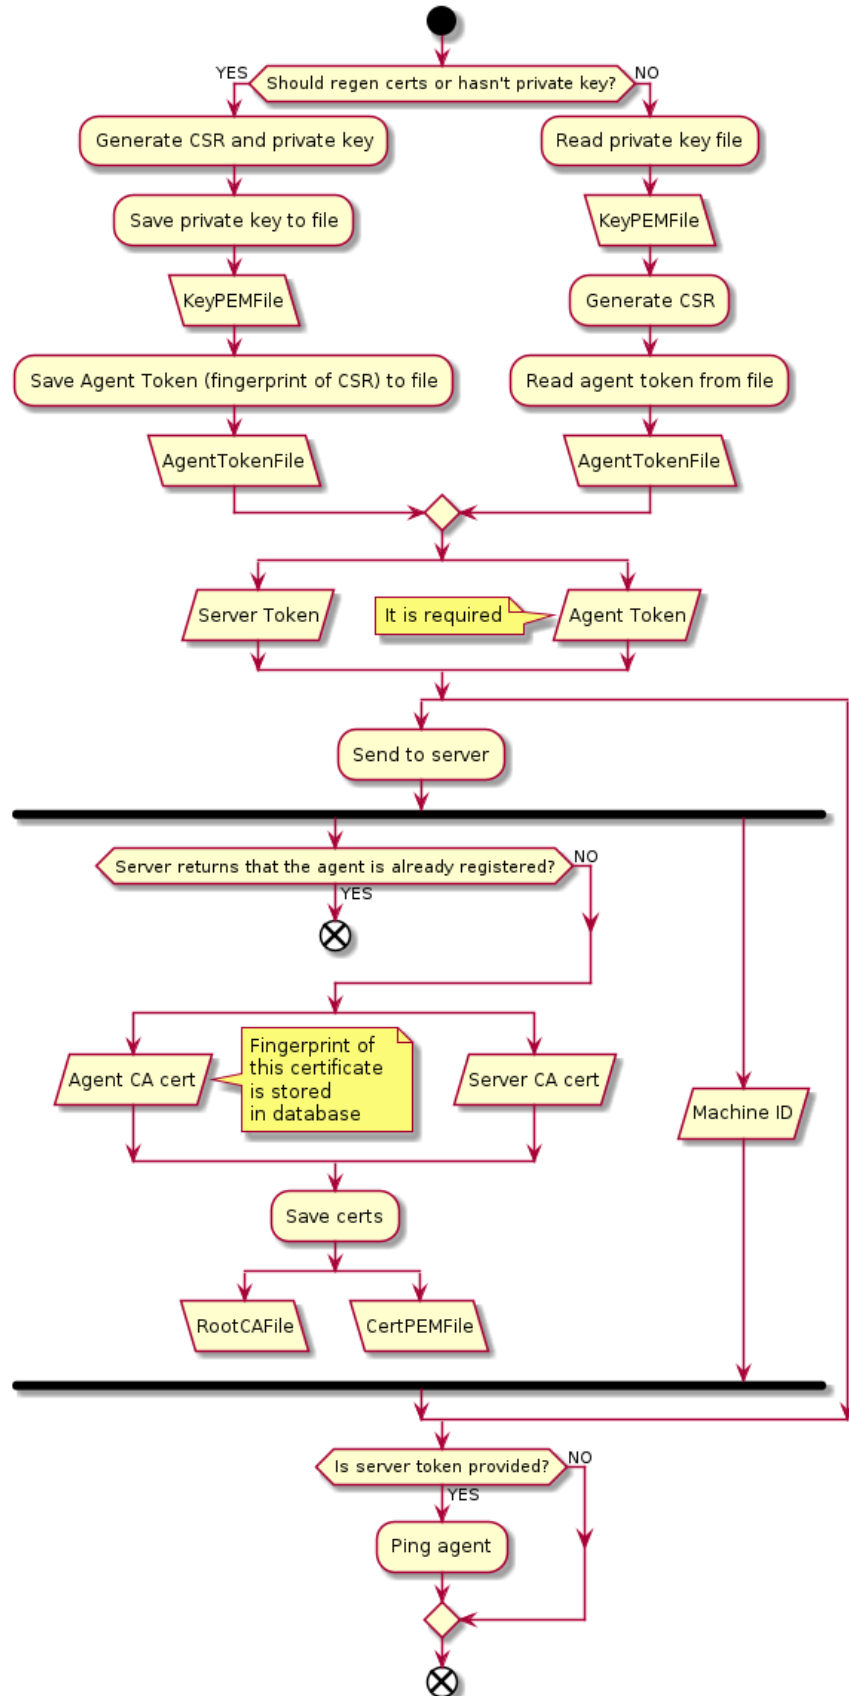 Should regen certs or hasn't private key?
YES
NO
Generate CSR and private key
Read private key file
Save private key to file
KeyPEMFile
KeyPEMFile
Generate CSR
Save Agent Token (fingerprint of CSR) to file
Read agent token from file
AgentTokenFile
AgentTokenFile
Server Token
It is required
Agent Token
Send to server
Server returns that the agent is already registered?
NO
YES
Agent CA cert
Fingerprint of
this certificate
is stored
in database
Server CA cert
Machine ID
Save certs
RootCAFile
CertPEMFile
Is server token provided?
NO
YES
Ping agent